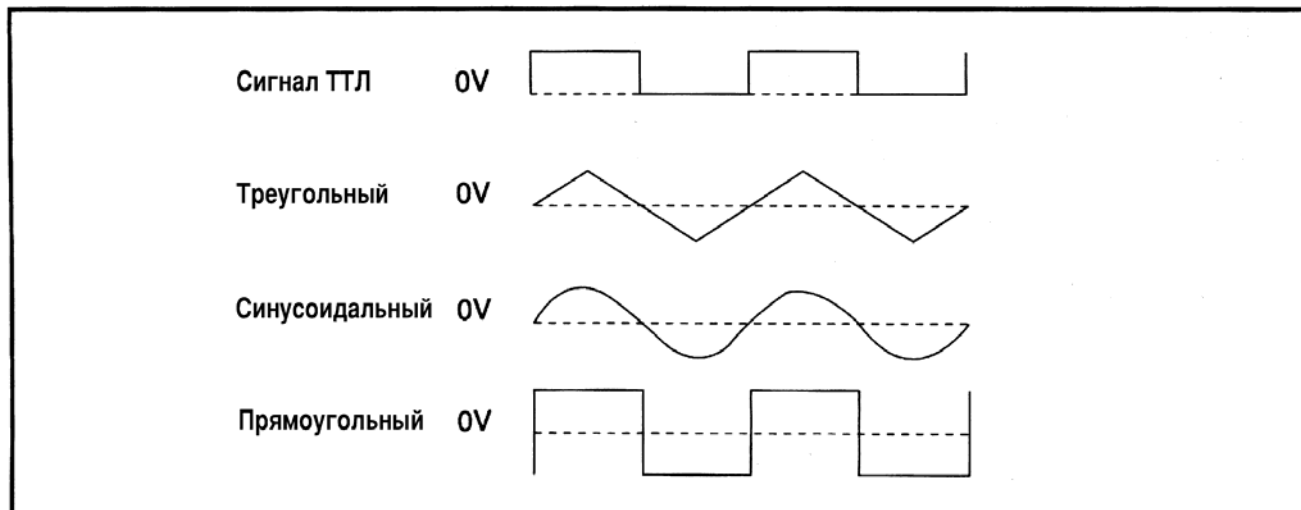 Сигнал ТТЛ 0V
Треугольный 0V
Синусоидальный 0V
Прямоугольный 0V